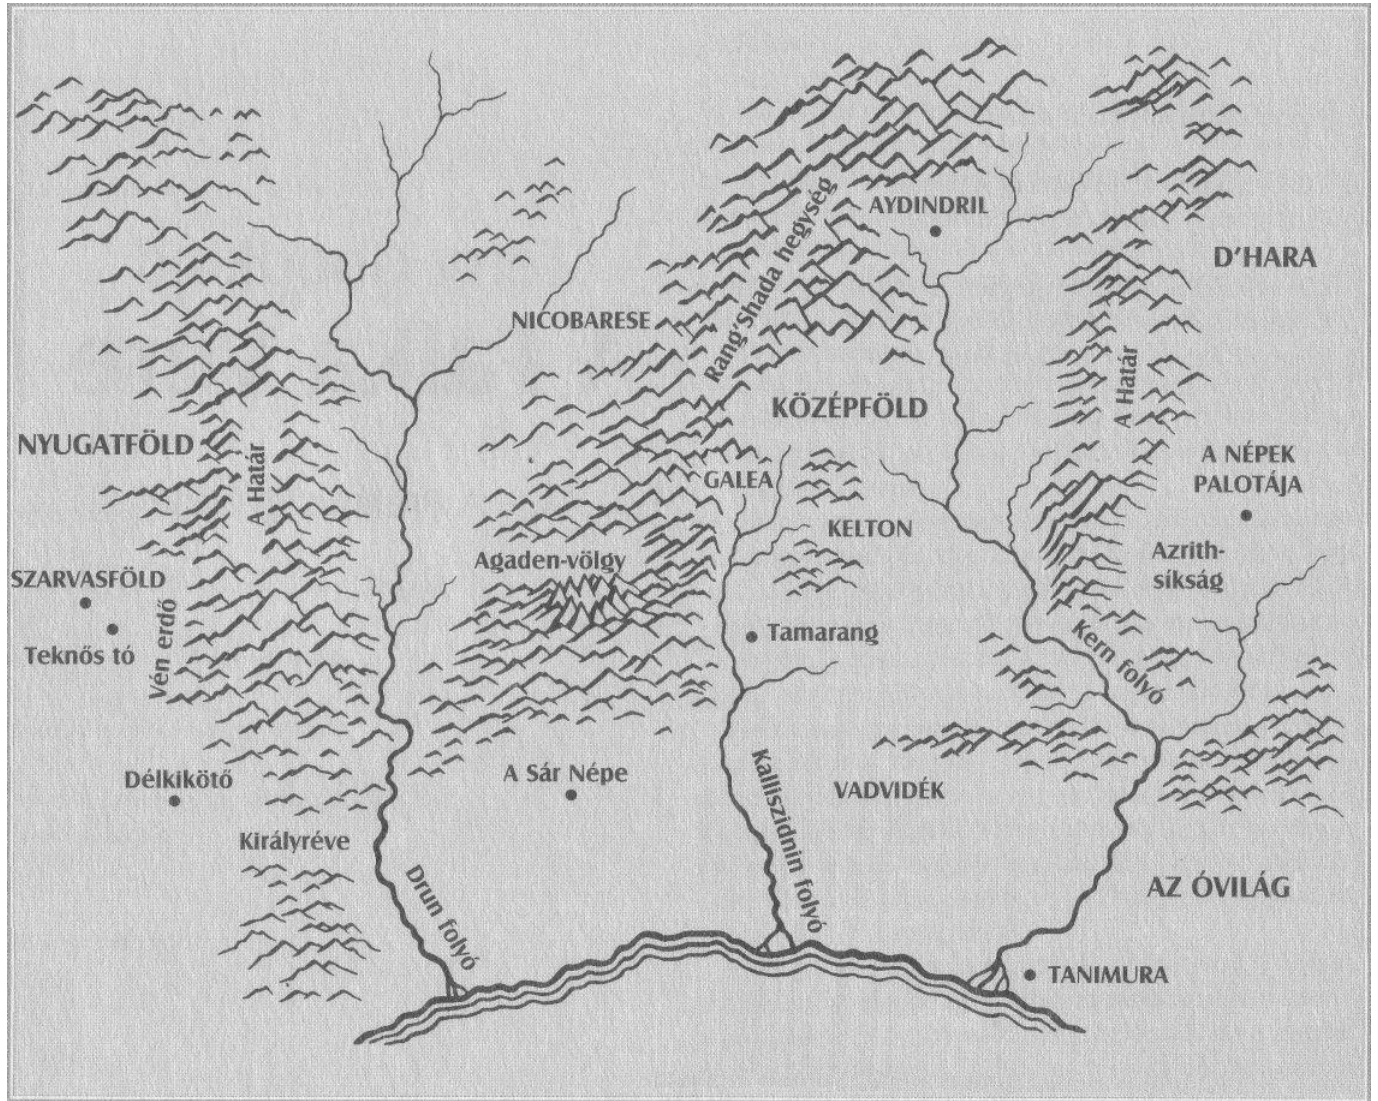 AYDINDRIL
D'HARA
Rang'Shada hegység
NICOBARESE
A Határ
KÖZÉPFÖLD
NYUGATFÖLD
A Határ
A NÉPEK
PALOTÁJA
GALEA
KELTON
Agaden-völgy
Azrith-
síkság
SZARVASFÖLD
Vén erdő
Teknős tó
Tamarang
Kern folyó
Délkikötő
A Sár Népe
Kalliszidnin folyó
VADVIDÉK
Királyréve
Drun folyó
AZ ÓVILÁG
TANIMURA